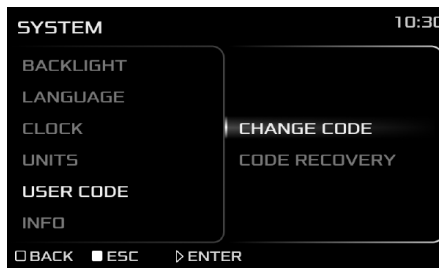 SYSTEM 10:30
BACKLIGHT
LANGUAGE
CLOCK
UNITS
USER CODE
INFO
CHANGE CODE
CODE RECOVERY
BACK ESC ENTER